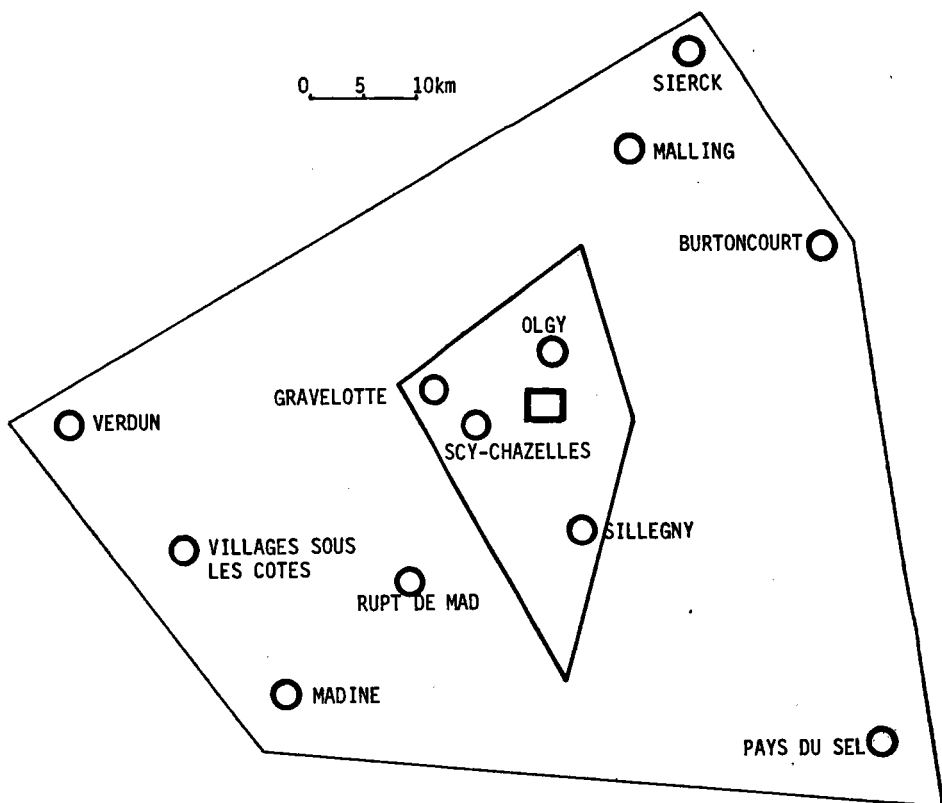 0 5 10km
SIERCK
MALLING
BURTONCOURT
OLGY
GRAVELOTTE
SCY-CHAZELLES
VERDUN
SILLEGNY
VILLAGES SOUS
LES COTES
RUPT DE MAD
MADINE
PAYS DU SEL